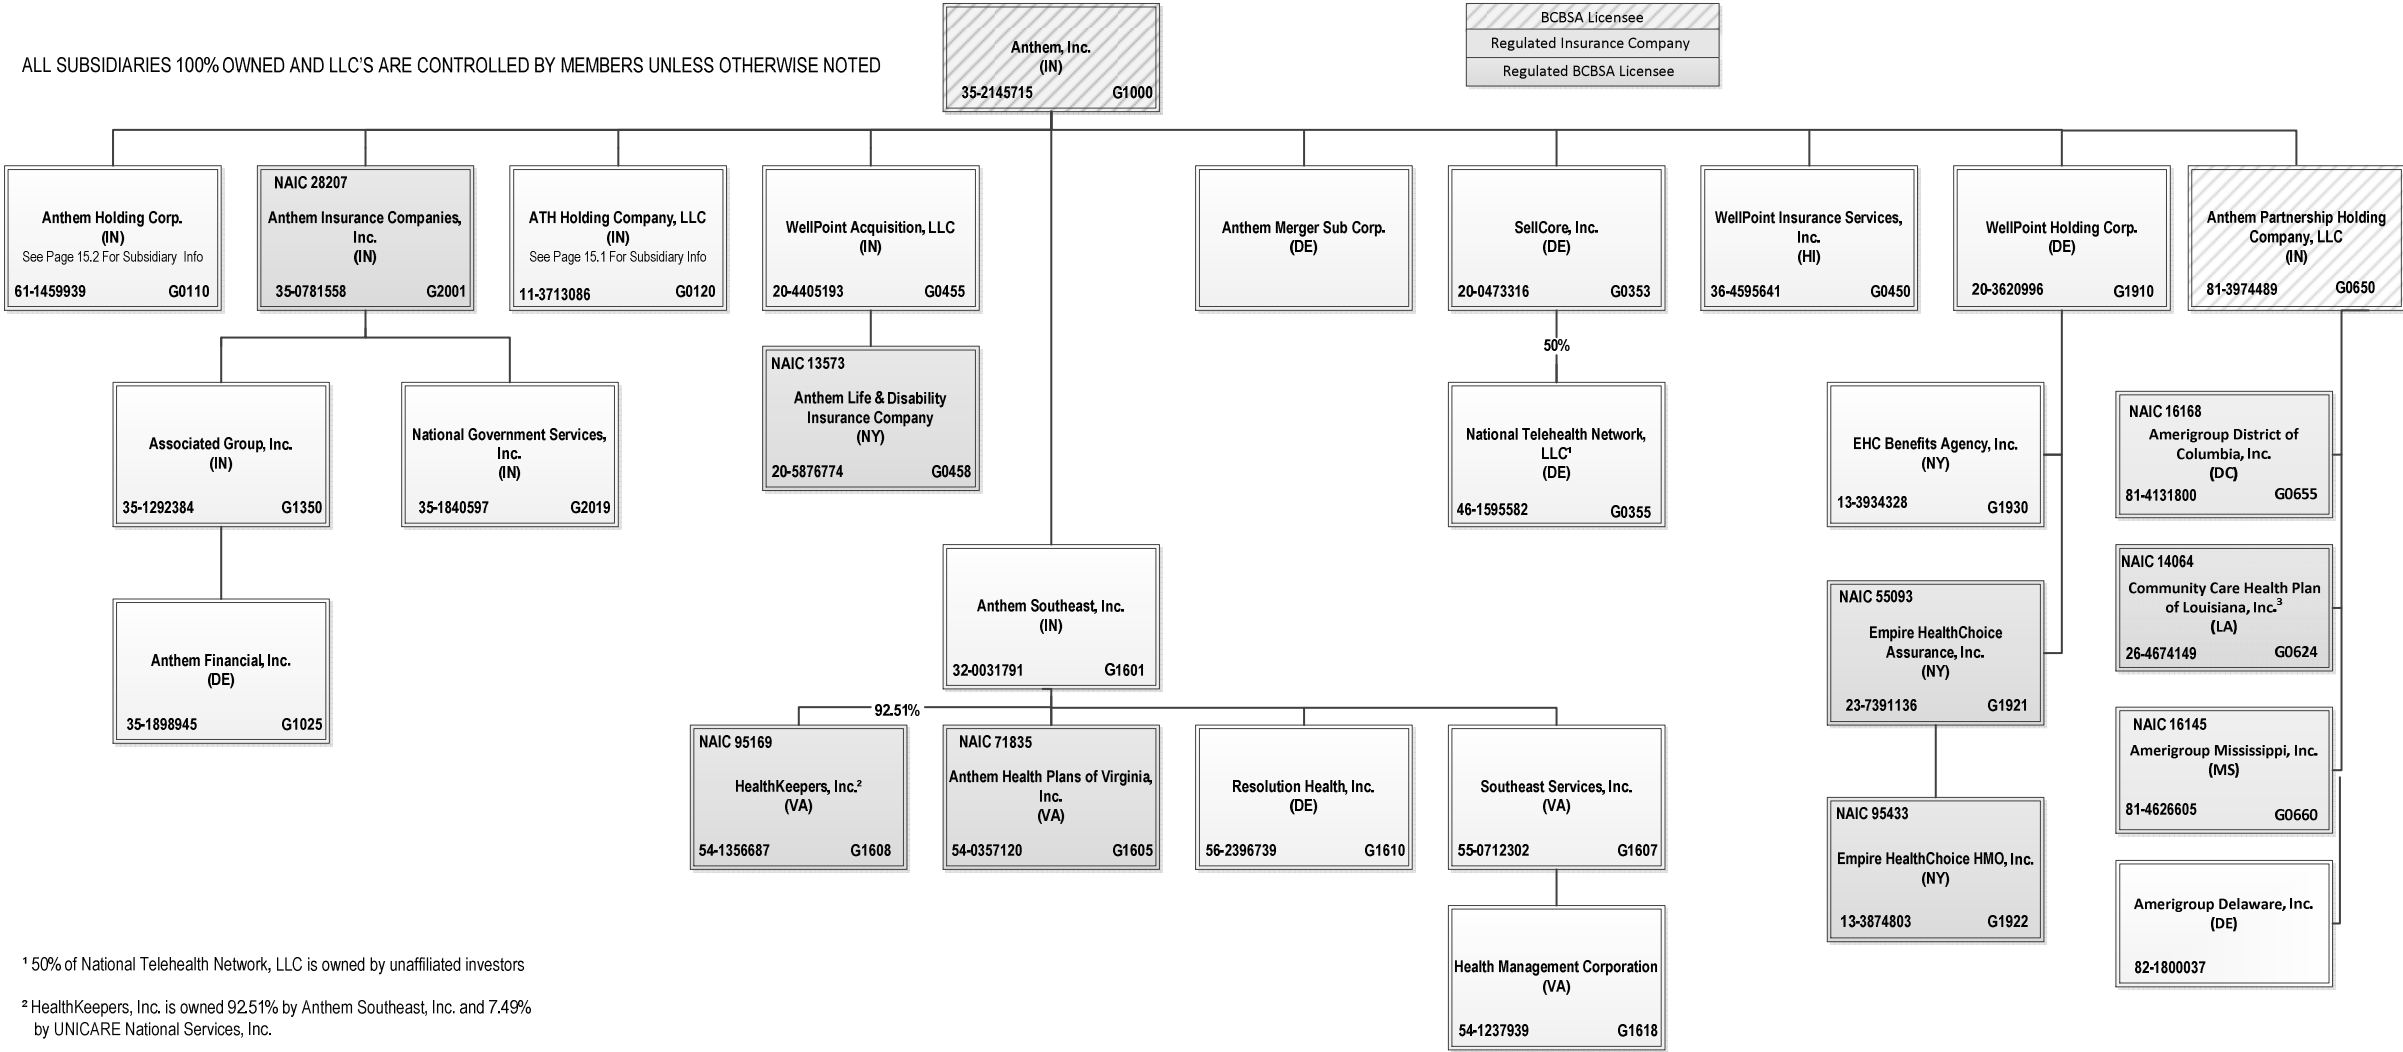 BCBSA Licensee
Regulated Insurance Company
Regulated BCBSA Licensee
ALL SUBSIDIARIES 100% OWNED AND LLC'S ARE CONTROLLED BY MEMBERS UNLESS OTHERWISE NOTED
Anthem, Inc.
(IN)
35-2145715 G1000
Anthem Holding Corp.
(IN)
See Page 15.2 For Subsidiary Info
61-1459939 G0110
NAIC 28207
Anthem Insurance Companies,
Inc.
(IN)
35-0781558 G2001
ATH Holding Company, LLC
(IN)
See Page 15.1 For Subsidiary Info
11-3713086 G0120
WellPoint Acquisition, LLC
(IN)
20-4405193 G0455
Anthem Merger Sub Corp.
(DE)
SellCore, Inc.
(DE)
20-0473316 G0353
WellPoint Insurance Services,
Inc.
(HI)
36-4595641 G0450
WellPoint Holding Corp.
(DE)
20-3620996 G1910
Anthem Partnership Holding
Company, LLC
(IN)
81-3974489 G0650
Associated Group, Inc.
(IN)
35-1292384 G1350
National Government Services,
Inc.
(IN)
35-1840597 G2019
NAIC 13573
Anthem Life & Disability
Insurance Company
(NY)
20-5876774 G0458
50%
National Telehealth Network,
LLC¹
(DE)
46-1595582 G0355
EHC Benefits Agency, Inc.
(NY)
13-3934328 G1930
NAIC 16168
Amerigroup District of
Columbia, Inc.
(DC)
81-4131800 G0655
Anthem Financial, Inc.
(DE)
35-1898945 G1025
Anthem Southeast, Inc.
(IN)
32-0031791 G1601
NAIC 55093
Empire HealthChoice
Assurance, Inc.
(NY)
23-7391136 G1921
NAIC 14064
Community Care Health Plan
of Louisiana, Inc.³
(LA)
26-4674149 G0624
92.51%
NAIC 95169
HealthKeepers, Inc.²
(VA)
54-1356687 G1608
NAIC 71835
Anthem Health Plans of Virginia,
Inc.
(VA)
54-0357120 G1605
Resolution Health, Inc.
(DE)
56-2396739 G1610
Southeast Services, Inc.
(VA)
55-0712302 G1607
NAIC 95433
Empire HealthChoice HMO, Inc.
(NY)
13-3874803 G1922
NAIC 16145
Amerigroup Mississippi, Inc.
(MS)
81-4626605 G0660
Health Management Corporation
(VA)
54-1237939 G1618
Amerigroup Delaware, Inc.
(DE)
82-1800037
¹ 50% of National Telehealth Network, LLC is owned by unaffiliated investors
² HealthKeepers, Inc. is owned 92.51% by Anthem Southeast, Inc. and 7.49%
by UNICARE National Services, Inc.